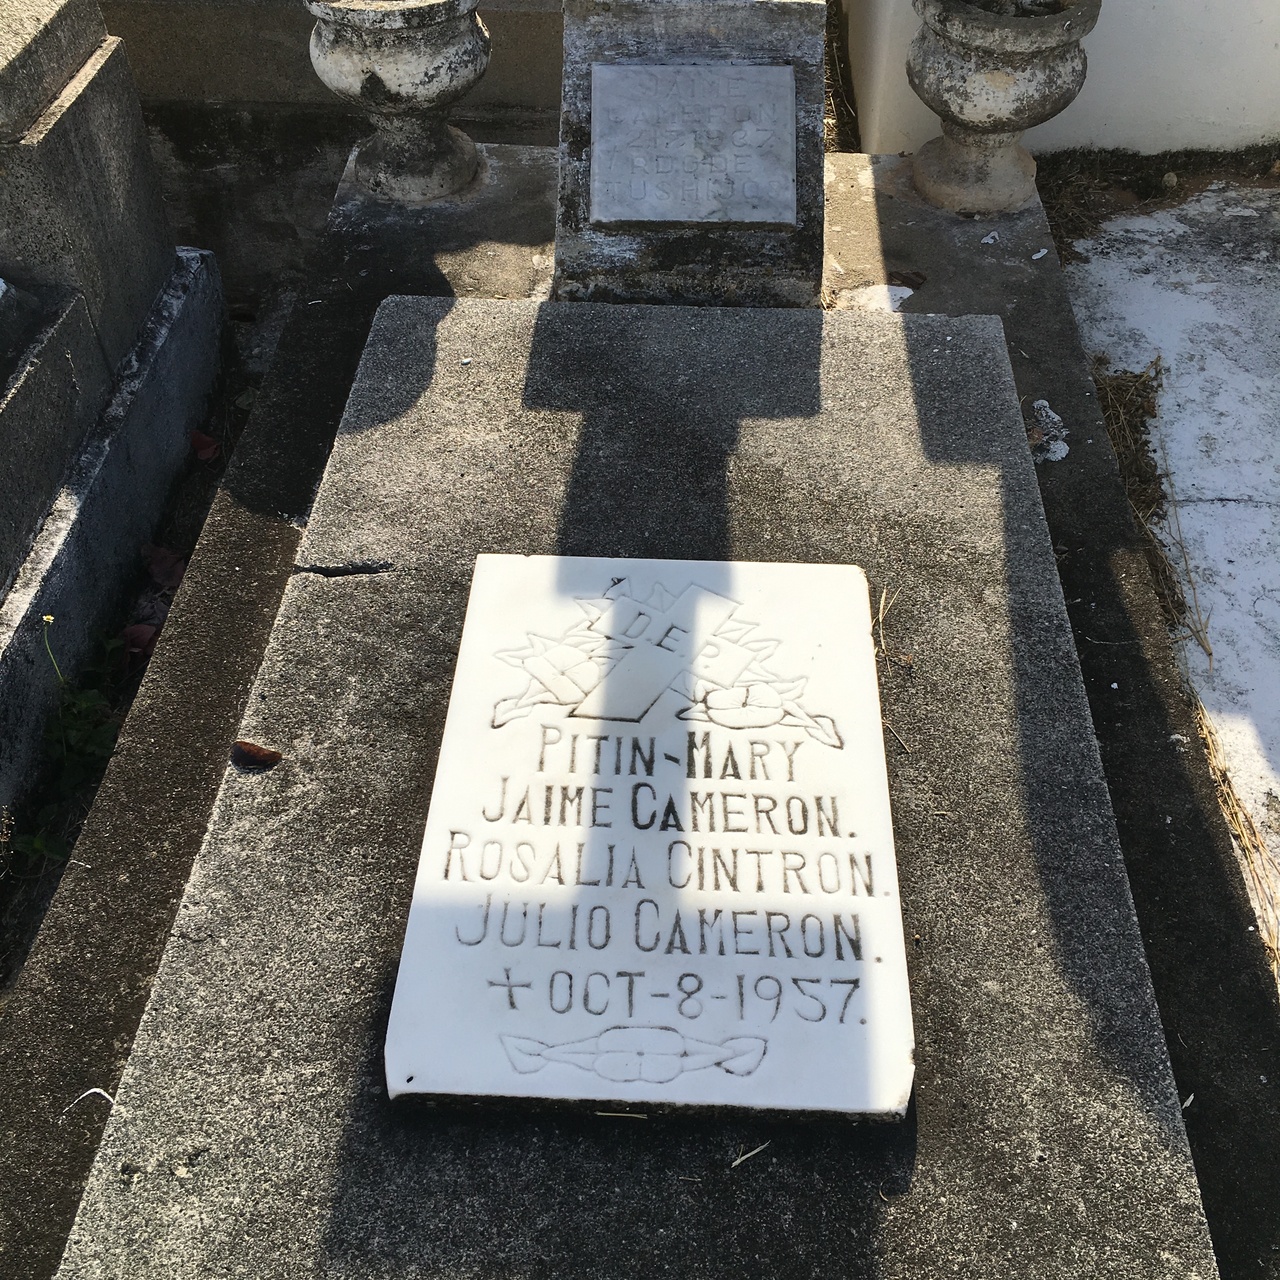 JAIME
CAMERON
RDO DE
TUS HIJOS
D.E.P.
PITIN-MARY
JAIME CAMERON.
ROSALIA CINTRON.
JULIO CAMERON.
+OCT-8-1957.